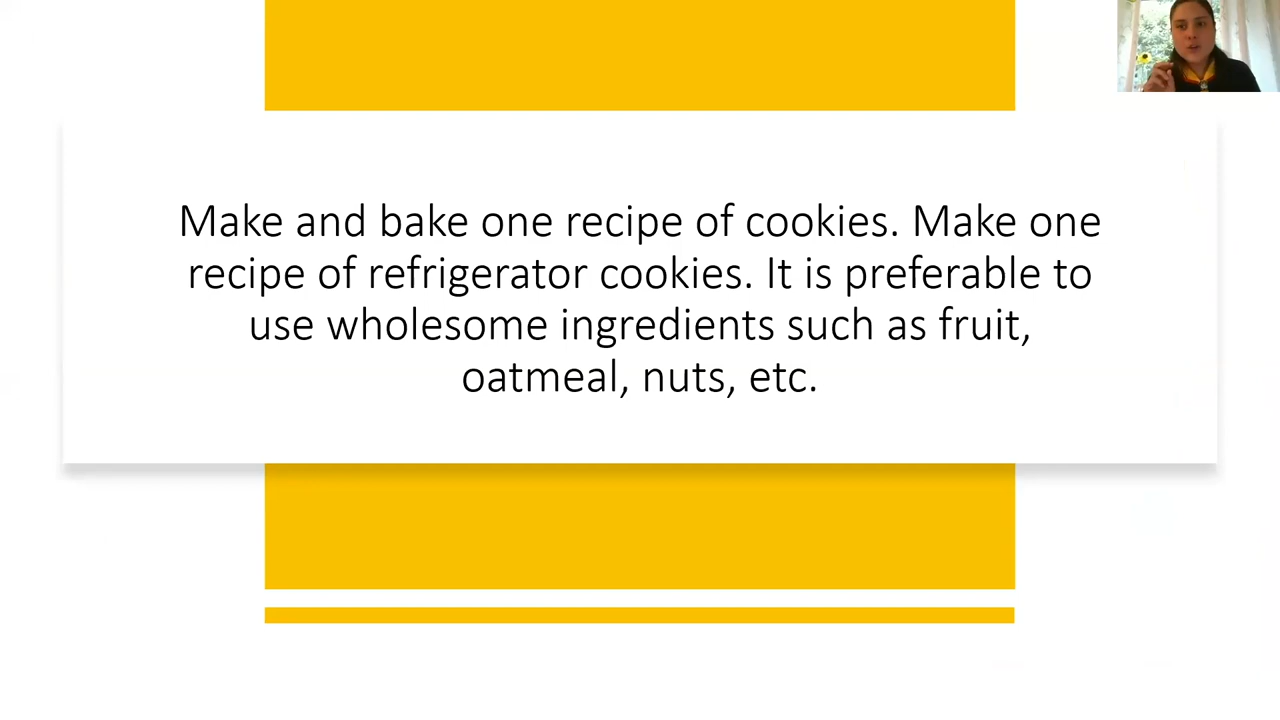 Make and bake one recipe of cookies. Make one
recipe of refrigerator cookies. It is preferable to
use wholesome ingredients such as fruit,
oatmeal, nuts, etc.